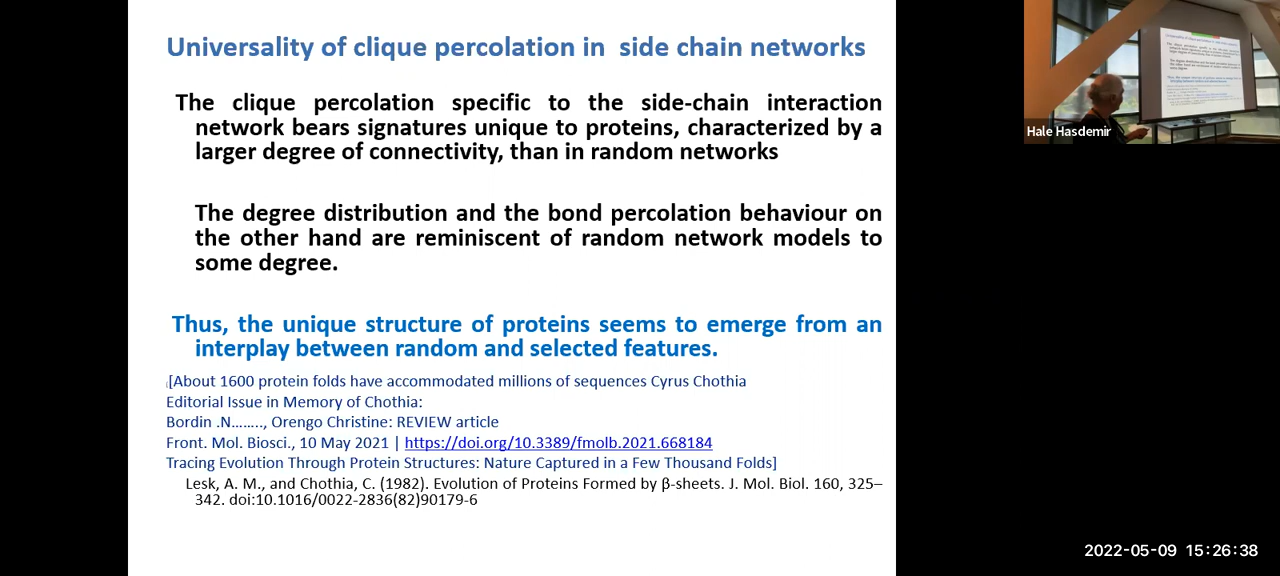 Universality of clique percolation in side chain networks
The clique percolation specific to the side-chain interaction
network bears signatures unique to proteins, characterized by a
larger degree of connectivity, than in random networks
The degree distribution and the bond percolation behaviour on
the other hand are reminiscent of random network models to
some degree.
Thus, the unique structure of proteins seems to emerge from an
interplay between random and selected features.
[About 1600 protein folds have accommodated millions of sequences Cyrus Chothia
Editorial Issue in Memory of Chothia:
Bordin .N........, Orengo Christine: REVIEW article
Front. Mol. Biosci., 10 May 2021 | https://doi.org/10.3389/fmolb.2021.668184
Tracing Evolution Through Protein Structures: Nature Captured in a Few Thousand Folds]
Lesk, A. M., and Chothia, C. (1982). Evolution of Proteins Formed by β-sheets. J. Mol. Biol. 160, 325–
342. doi:10.1016/0022-2836(82)90179-6
Hale Hasdemir
2022-05-09 15:26:38